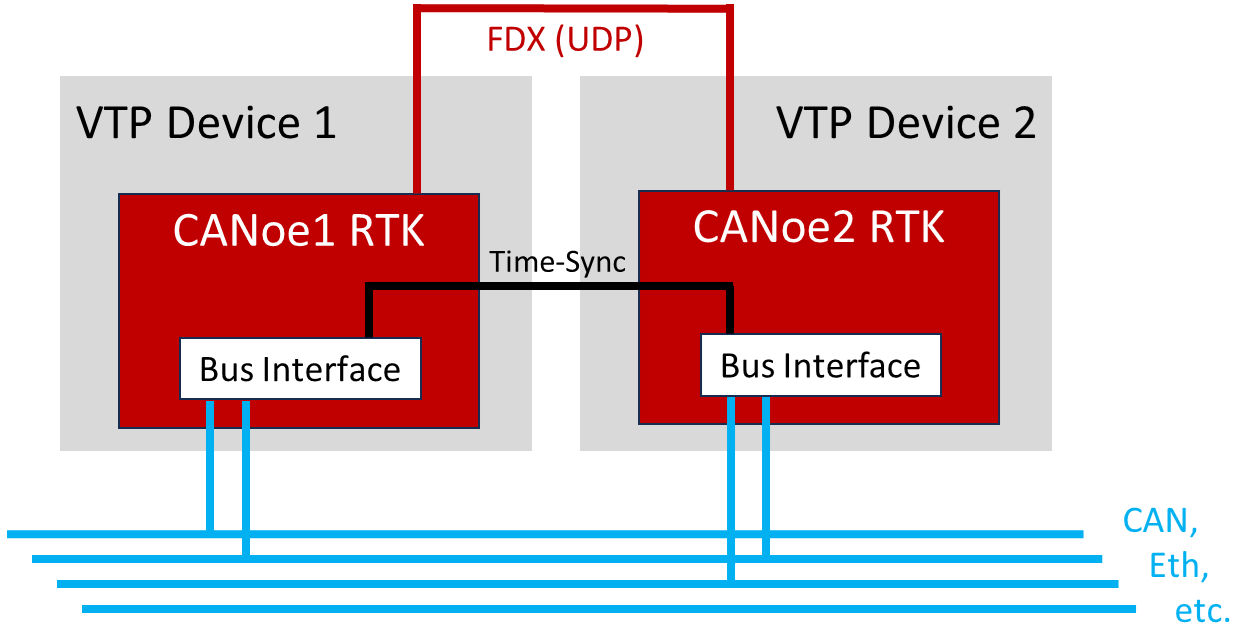 FDX (UDP)
VTP Device 1
VTP Device 2
CANoe1 RTK
CANoe2 RTK
Time-Sync
Bus Interface
Bus Interface
CAN,
Eth,
etc.